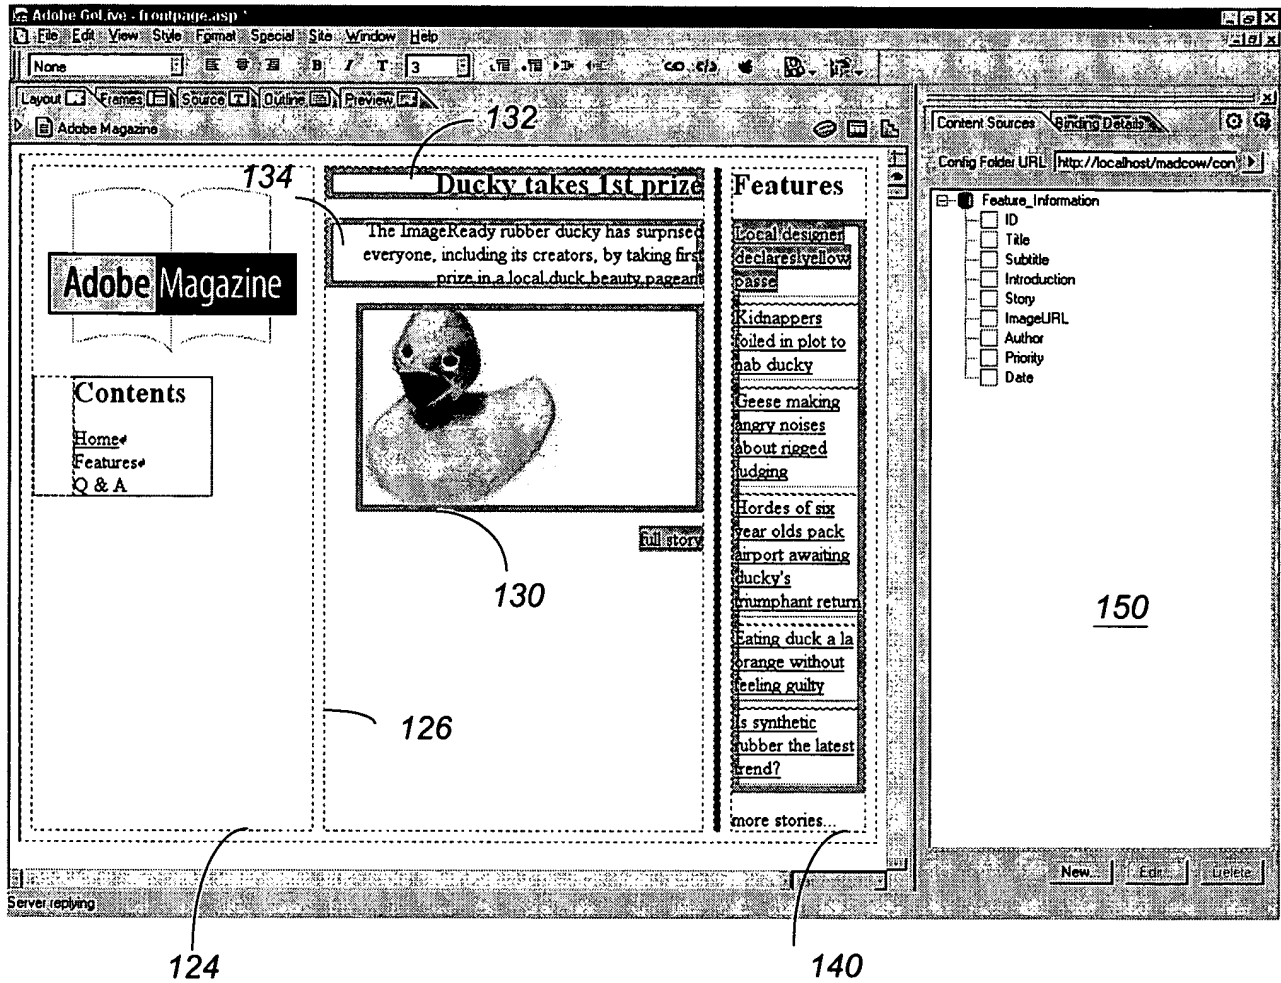 Adobe GoLive - frontpage.asp *
File Edit View Style Format Special Site Window Help
None
B I T 3
Layout Frames Source Outline Preview
Adobe Magazine
132
134
Ducky takes 1st prize
The ImageReady rubber ducky has surprised
everyone, including its creators, by taking first
prize in a local duck beauty pageant
130
full story
126
Adobe Magazine
Contents
Home
Features
Q & A
Features
Local designer
declares yellow
passe
Kidnappers
foiled in plot to
nab ducky
Geese making
angry noises
about rigged
judging
Hordes of six
year olds pack
airport awaiting
ducky's
triumphant return
Eating duck a la
orange without
feeling guilty
Is synthetic
rubber the latest
trend?
more stories...
Content Sources Binding Details
Config Folder URL http://localhost/madcow/con
Feature_Information
ID
Title
Subtitle
Introduction
Story
ImageURL
Author
Priority
Date
150
New... Edit... Delete
Server replying
124
140